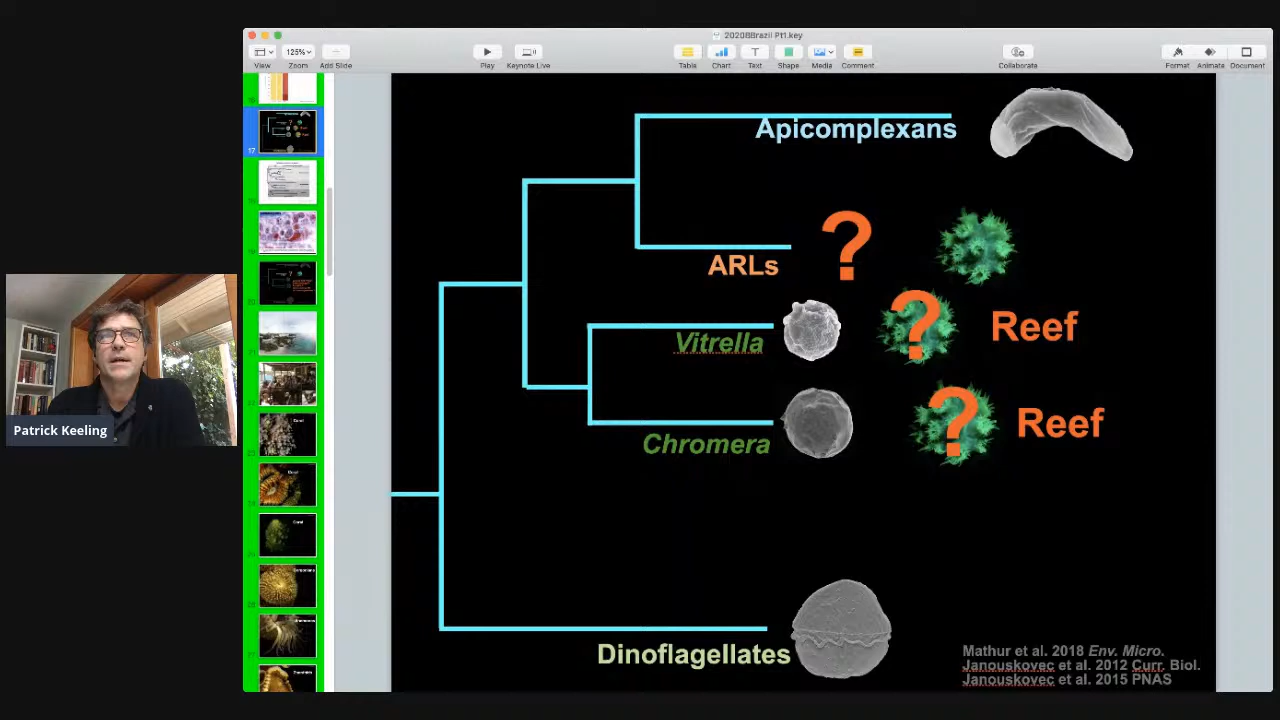 2020BBrazil Pt1.key
125%
View
Zoom
Add Slide
Play
Keynote Live
Table
Chart
Text
Shape
Media
Comment
Collaborate
Format
Animate
Document
17
Apicomplexans
?
ARLs
Vitrella
?
Reef
Chromera
?
Reef
Dinoflagellates
Mathur et al. 2018 Env. Micro.
Janouskovec et al. 2012 Curr. Biol.
Janouskovec et al. 2015 PNAS
Patrick Keeling